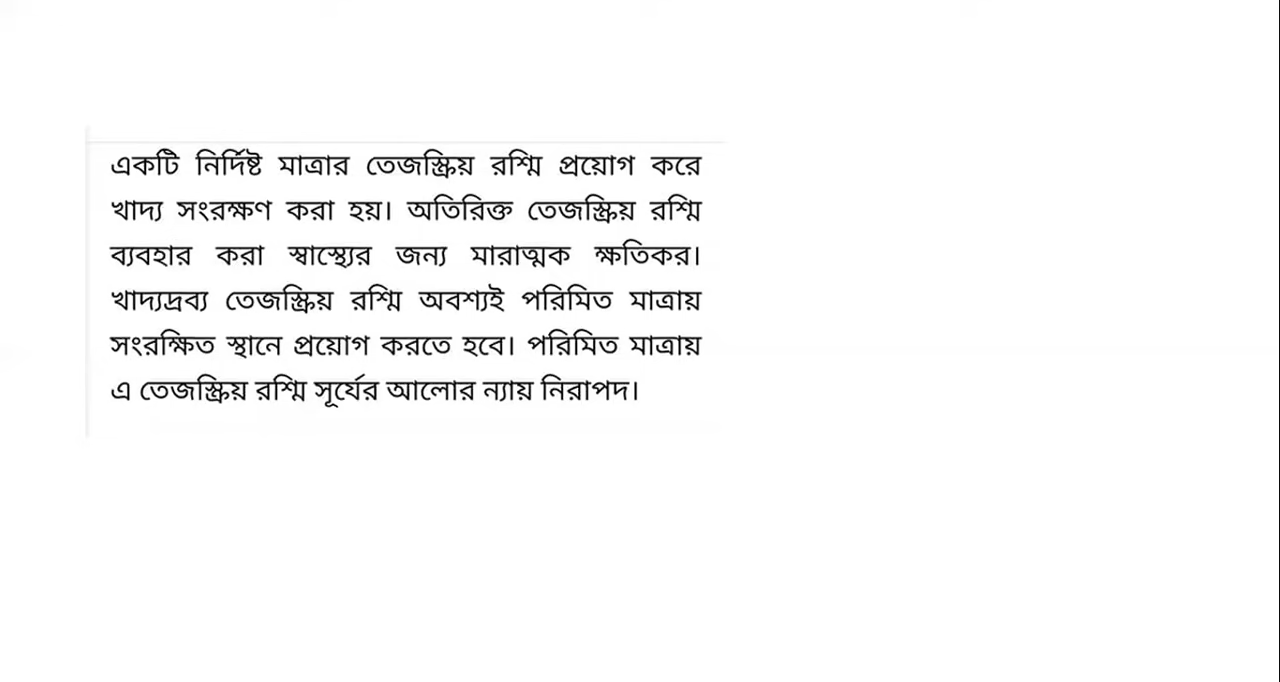 একটি নির্দিষ্ট মাত্রার তেজস্ক্রিয় রশ্মি প্রয়োগ করে
খাদ্য সংরক্ষণ করা হয়। অতিরিক্ত তেজস্ক্রিয় রশ্মি
ব্যবহার করা স্বাস্থ্যের জন্য মারাত্মক ক্ষতিকর।
খাদ্যদ্রব্য তেজস্ক্রিয় রশ্মি অবশ্যই পরিমিত মাত্রায়
সংরক্ষিত স্থানে প্রয়োগ করতে হবে। পরিমিত মাত্রায়
এ তেজস্ক্রিয় রশ্মি সূর্যের আলোর ন্যায় নিরাপদ।